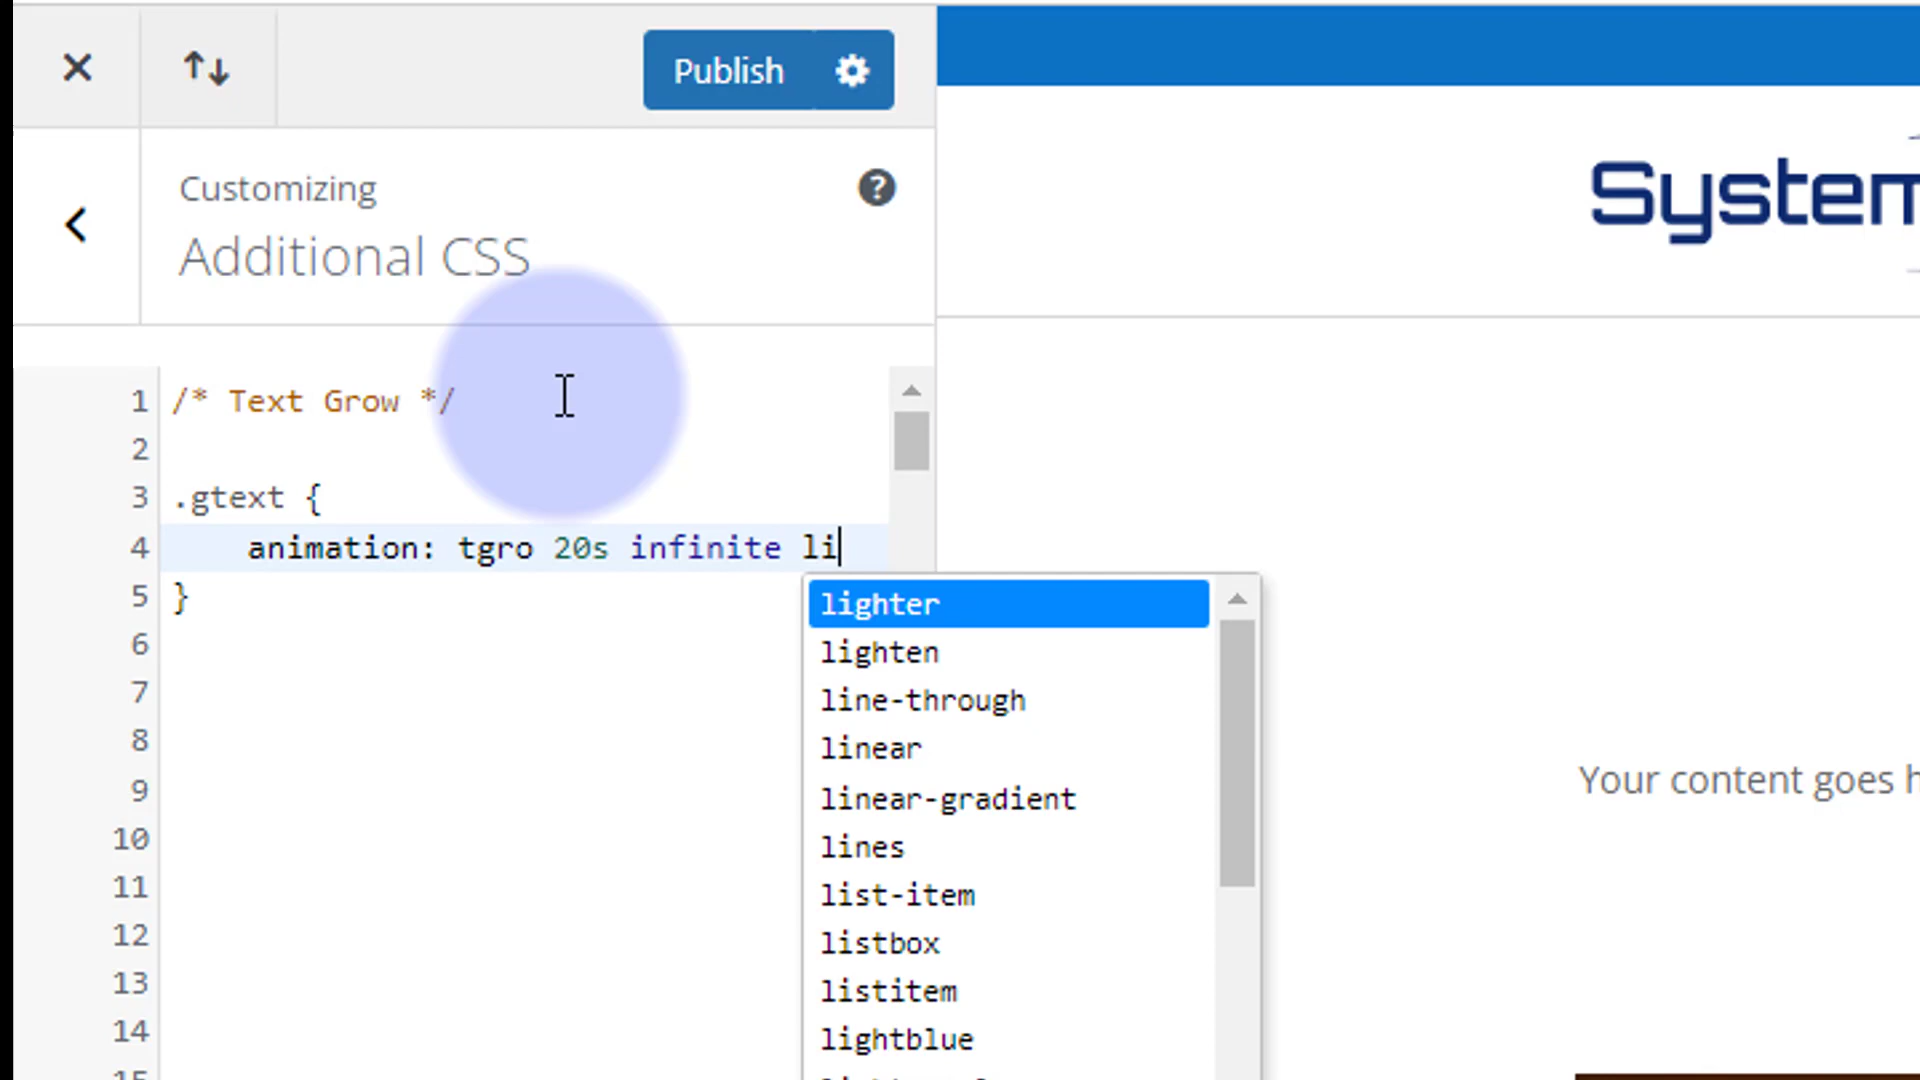 Publish
Customizing
Additional CSS
System
1 /* Text Grow */
2
3 .gtext {
4 animation: tgro 20s infinite li
5 }
6
7
8
9
10
11
12
13
14
15
lighter
lighten
line-through
linear
linear-gradient
lines
list-item
listbox
listitem
lightblue
Your content goes h